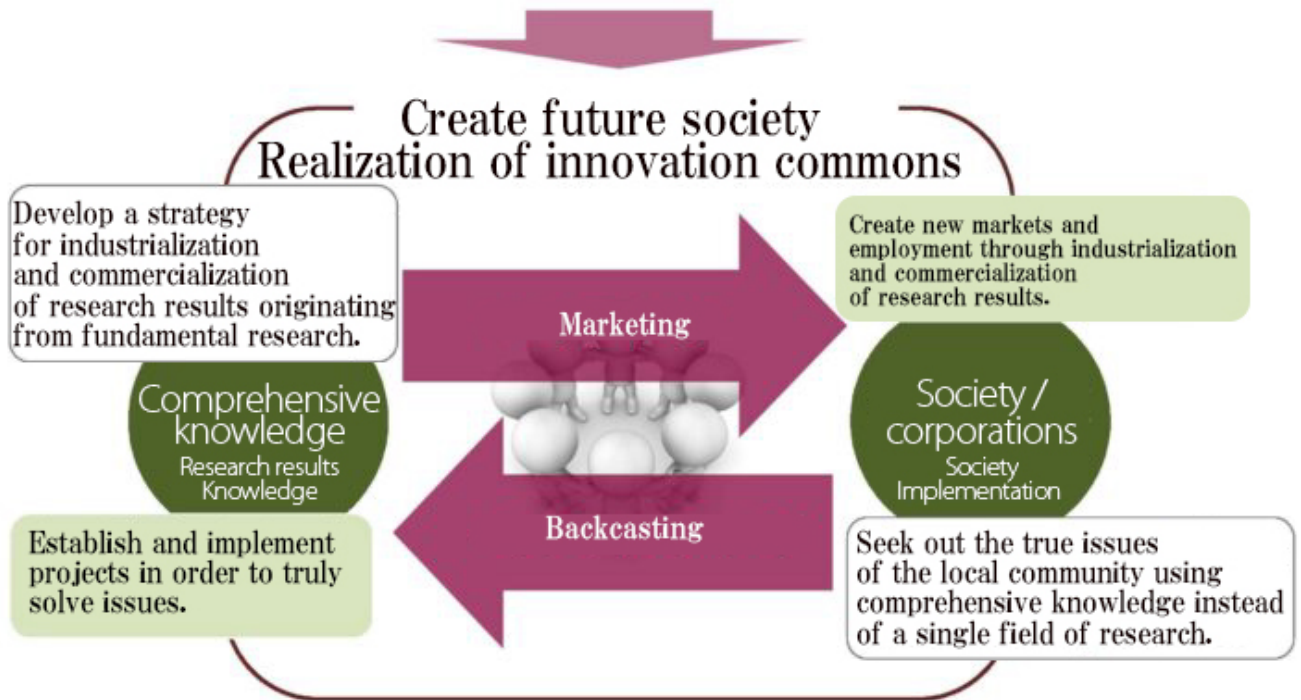 Create future society
Realization of innovation commons
Develop a strategy
for industrialization
and commercialization
of research results originating
from fundamental research.
Create new markets and
employment through industrialization
and commercialization
of research results.
Marketing
Comprehensive
knowledge
Research results
Knowledge
Society /
corporations
Society
Implementation
Backcasting
Establish and implement
projects in order to truly
solve issues.
Seek out the true issues
of the local community using
comprehensive knowledge instead
of a single field of research.